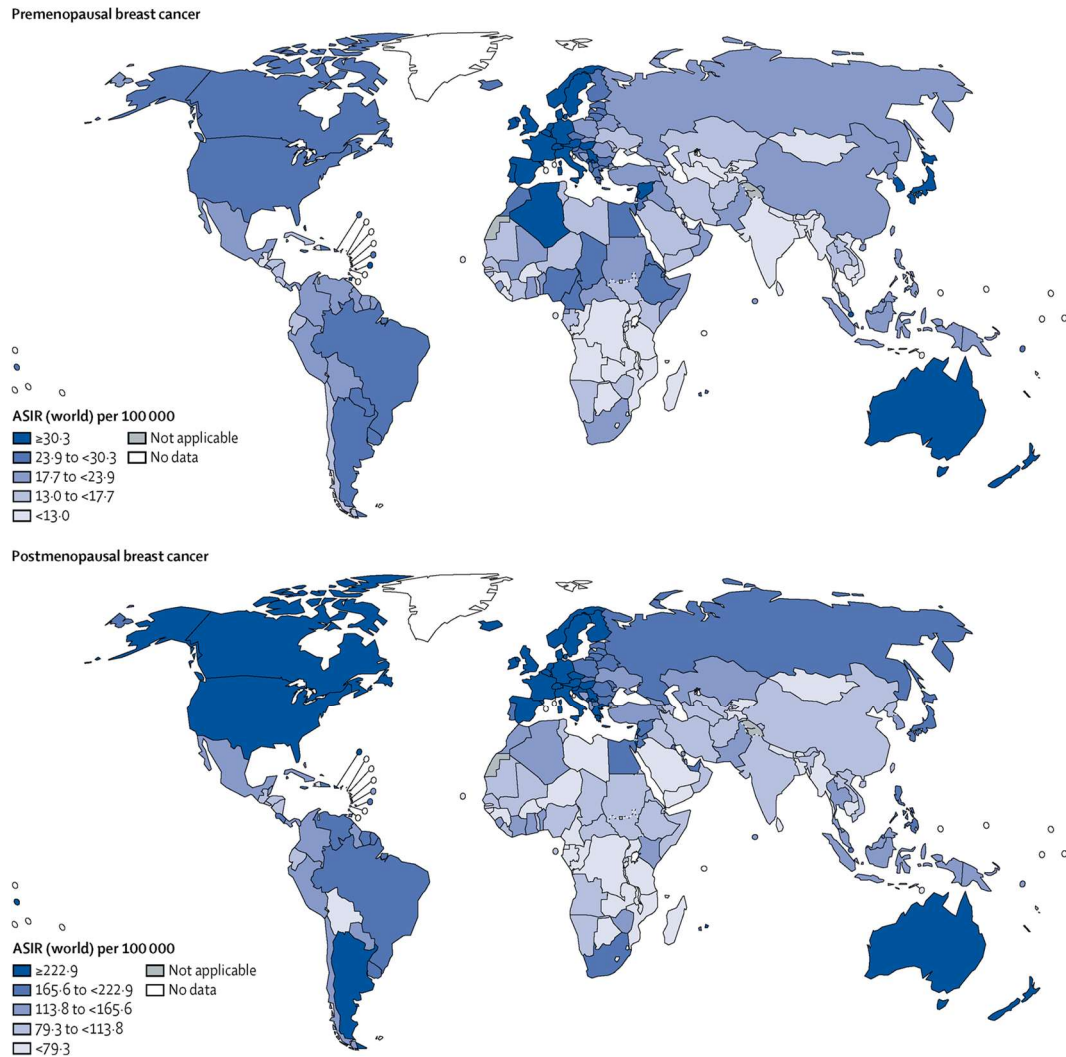 Premenopausal breast cancer
ASIR (world) per 100 000
≥30·3
Not applicable
23·9 to <30·3
No data
17·7 to <23·9
13·0 to <17·7
<13·0
Postmenopausal breast cancer
ASIR (world) per 100 000
≥222·9
Not applicable
165·6 to <222·9
No data
113·8 to <165·6
79·3 to <113·8
<79·3